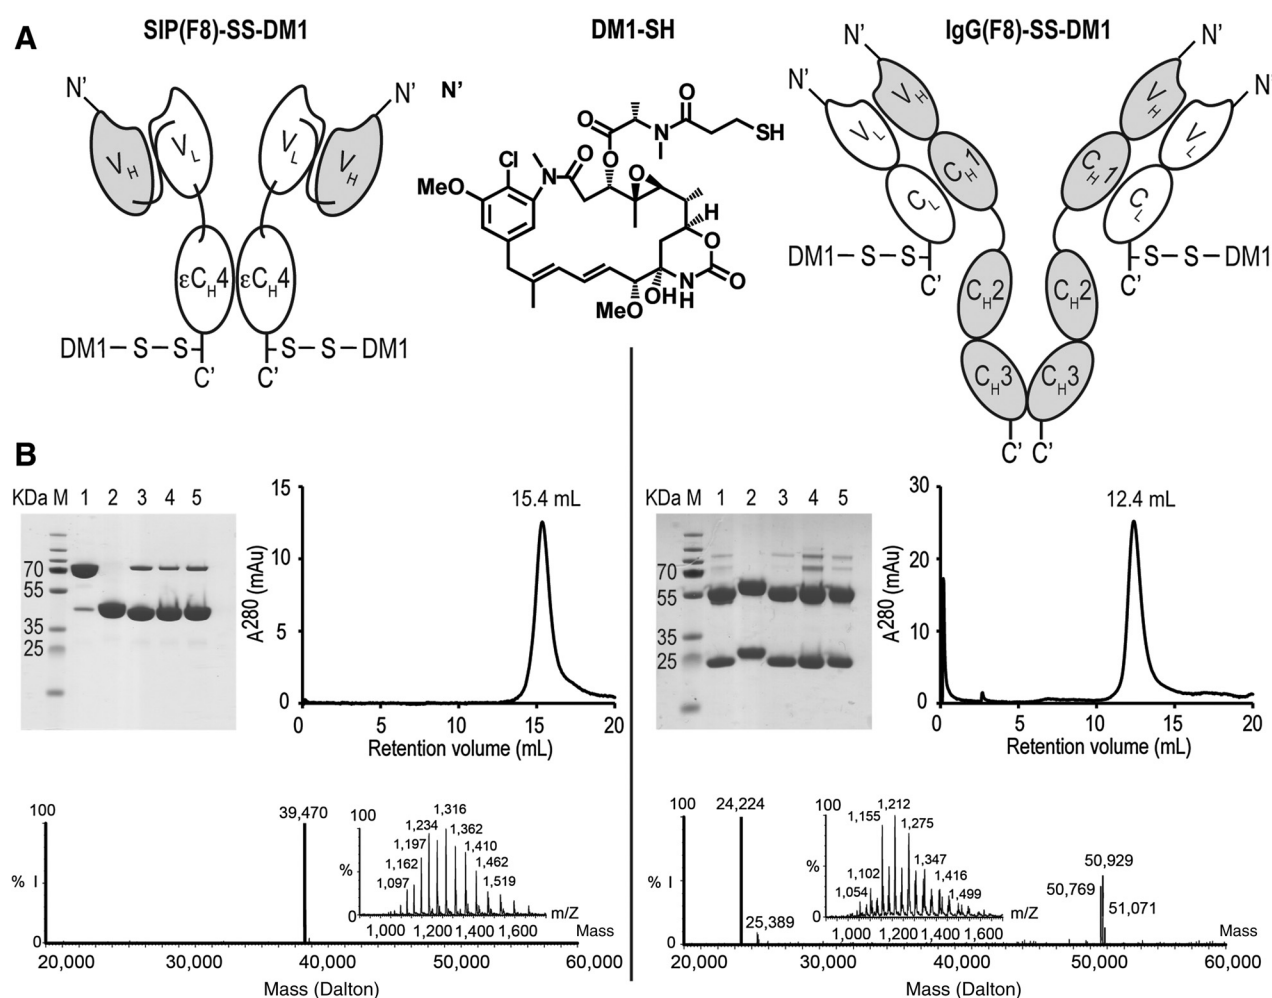 A
SIP(F8)-SS-DM1
DM1-SH
IgG(F8)-SS-DM1
N'
N'
VH
VL
VL
VH
εCH4
εCH4
DM1—S—S
S—S—DM1
C'
C'
N'
O
O
N
SH
O
Cl
N
O
O
MeO
O
H
O
O
NH
OH
MeO
N'
N'
N'
N'
VH
VL
CH1
CL
VH
VL
CH1
CL
DM1—S—S
S—S—DM1
C'
C'
CH2
CH2
CH3
CH3
C'
C'
B
KDa M 1 2 3 4 5
70
55
35
25
15
10
5
0
A280 (mAu)
15.4 mL
0 5 10 15 20
Retention volume (mL)
KDa M 1 2 3 4 5
70
55
35
25
30
20
10
0
A280 (mAu)
12.4 mL
0 5 10 15 20
Retention volume (mL)
100
% I
0
39,470
100
%
0
1,097
1,162
1,197
1,234
1,316
1,362
1,410
1,462
1,519
1,000 1,200 1,400 1,600
m/Z
Mass
20,000 30,000 40,000 50,000 60,000
Mass (Dalton)
100
% I
0
24,224
25,389
100
%
0
1,054
1,102
1,155
1,212
1,275
1,347
1,416
1,499
1,000 1,200 1,400 1,600
m/Z
50,929
50,769
51,071
Mass
20,000 30,000 40,000 50,000 60,000
Mass (Dalton)